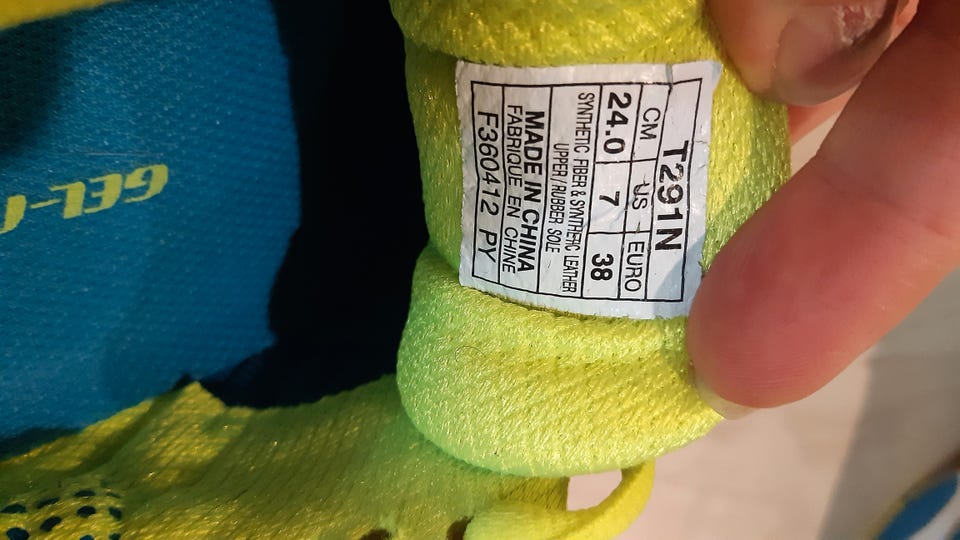 T291N
CM US EURO
24.0 7 38
SYNTHETIC FIBER & SYNTHETIC LEATHER
UPPER/RUBBER SOLE
MADE IN CHINA
FABRIQUE EN CHINE
F360412 PY
GEL-